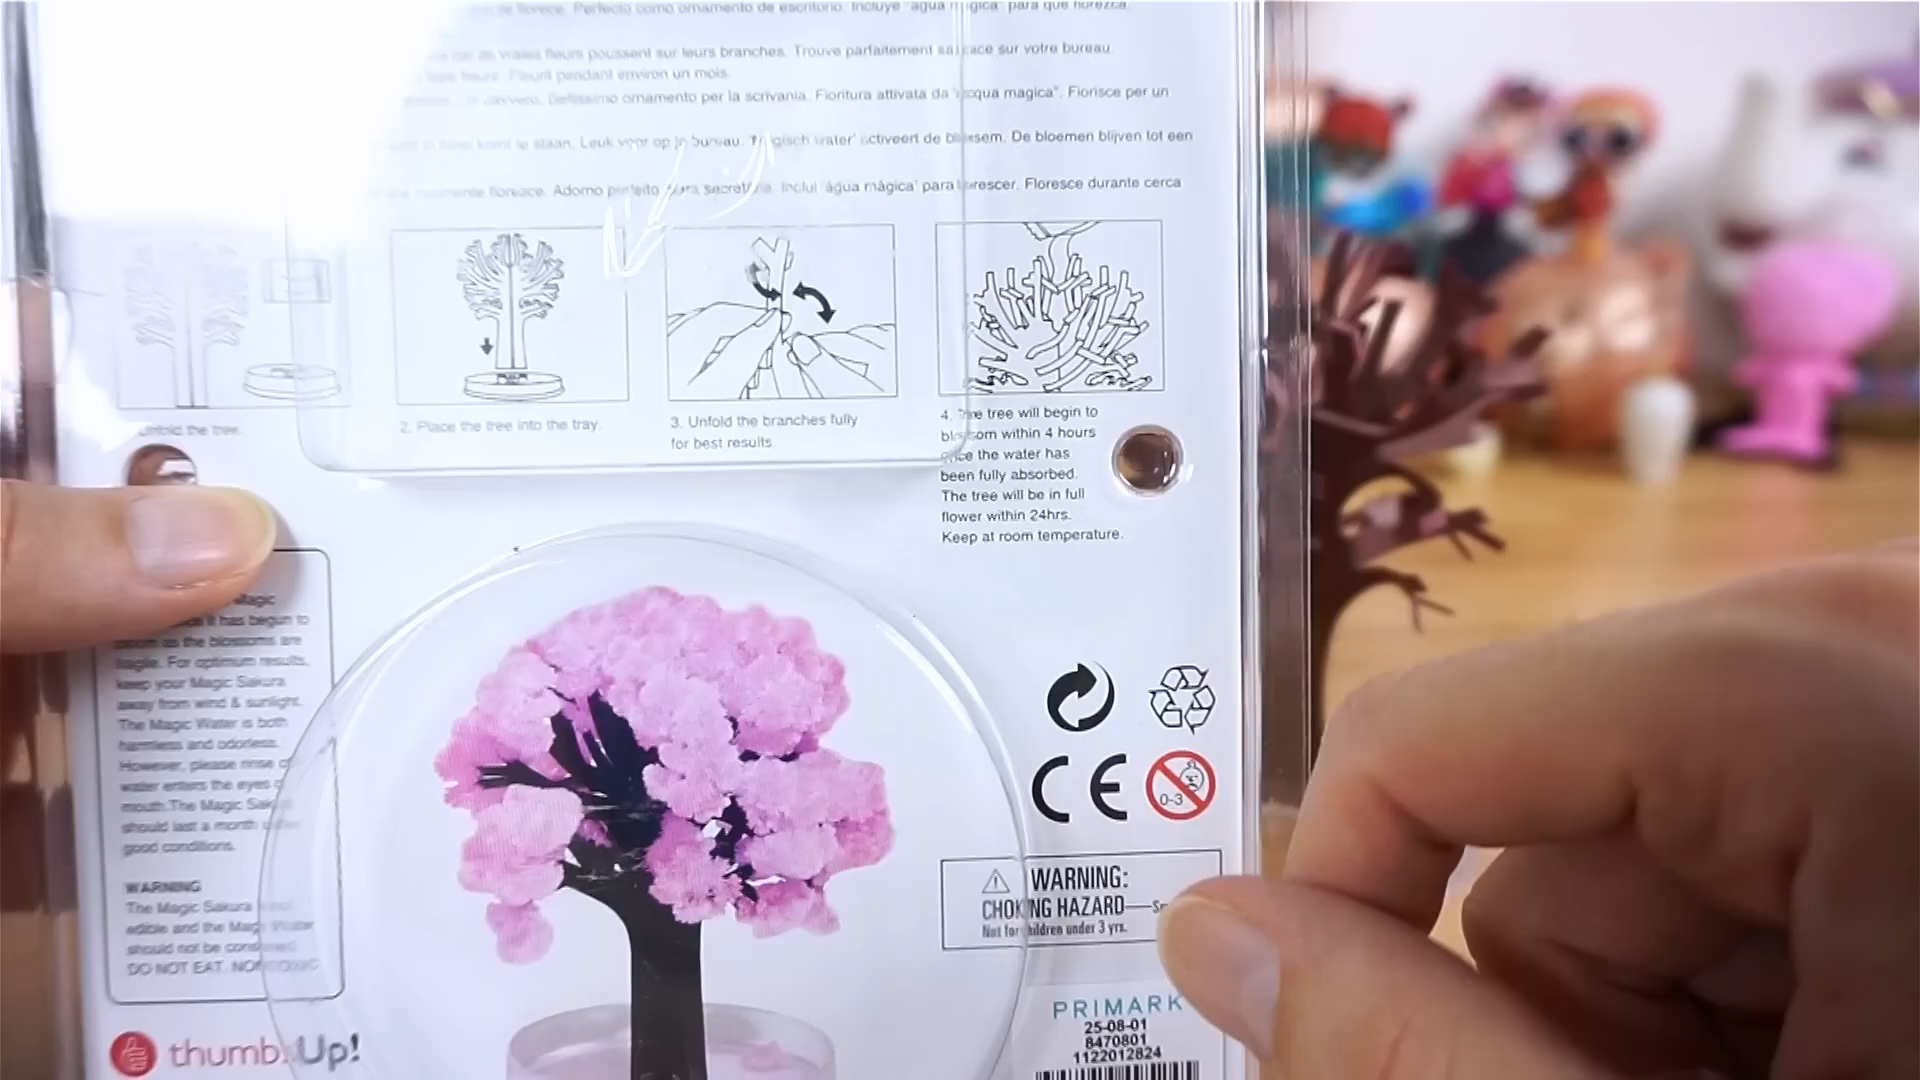 de florece. Perfecto como ornamento de escritorio. Incluye "agua mágica" para que florezca.
de vraies fleurs poussent sur leurs branches. Trouve parfaitement sa place sur votre bureau.
Fleurit pendant environ un mois.
davvero. Bellissimo ornamento per la scrivania. Fioritura attivata da "acqua magica". Fiorisce per un
te staan. Leuk voor op je bureau. 'Magisch water' activeert de bloesem. De bloemen blijven tot een
floresce. Adorno perfeito para secretária. Inclui 'água mágica' para florescer. Floresce durante cerca
Unfold the tree.
2. Place the tree into the tray.
3. Unfold the branches fully
for best results
4. The tree will begin to
blossom within 4 hours
once the water has
been fully absorbed.
The tree will be in full
flower within 24hrs.
Keep at room temperature.
Magic
it has begun to
as the blossoms are
fragile. For optimum results,
keep your Magic Sakura
away from wind & sunlight.
The Magic Water is both
harmless and odorless.
However, please rinse
water enters the eyes
mouth. The Magic
should last a month
good conditions.
WARNING
The Magic Sakura
edible and the Magic Water
should not be consumed.
DO NOT EAT. NON TOXIC
CE
0-3
WARNING:
CHOKING HAZARD—
Not for children under 3 yrs.
thumbsUp!
PRIMARK
25-08-01
8470801
1122012824